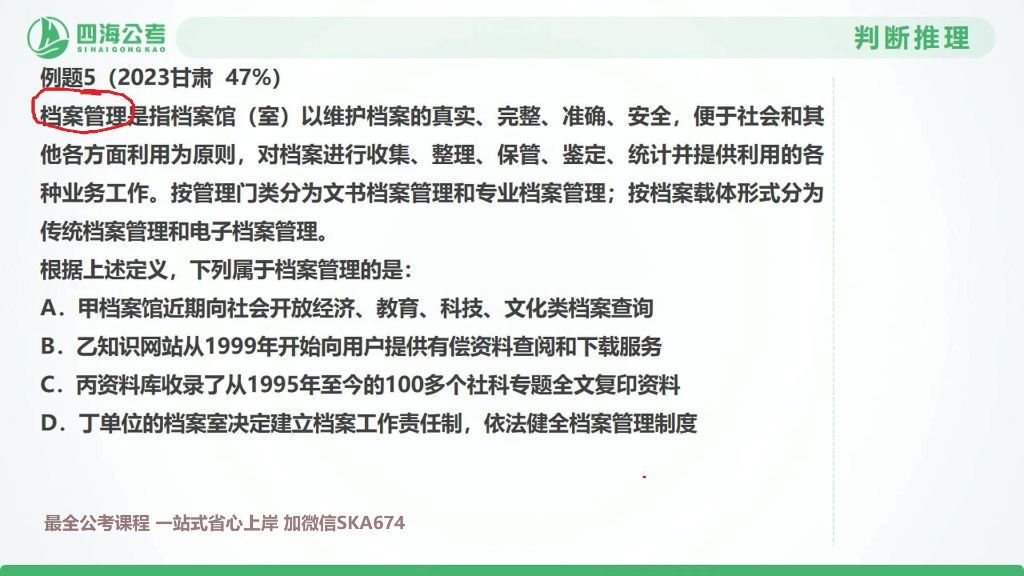 四海公考
SIHAIGONGKAO
判断推理
例题5（2023甘肃 47%）
档案管理是指档案馆（室）以维护档案的真实、完整、准确、安全，便于社会和其
他各方面利用为原则，对档案进行收集、整理、保管、鉴定、统计并提供利用的各
种业务工作。按管理门类分为文书档案管理和专业档案管理；按档案载体形式分为
传统档案管理和电子档案管理。
根据上述定义，下列属于档案管理的是：
A．甲档案馆近期向社会开放经济、教育、科技、文化类档案查询
B．乙知识网站从1999年开始向用户提供有偿资料查阅和下载服务
C．丙资料库收录了从1995年至今的100多个社科专题全文复印资料
D．丁单位的档案室决定建立档案工作责任制，依法健全档案管理制度
最全公考课程 一站式省心上岸 加微信SKA674